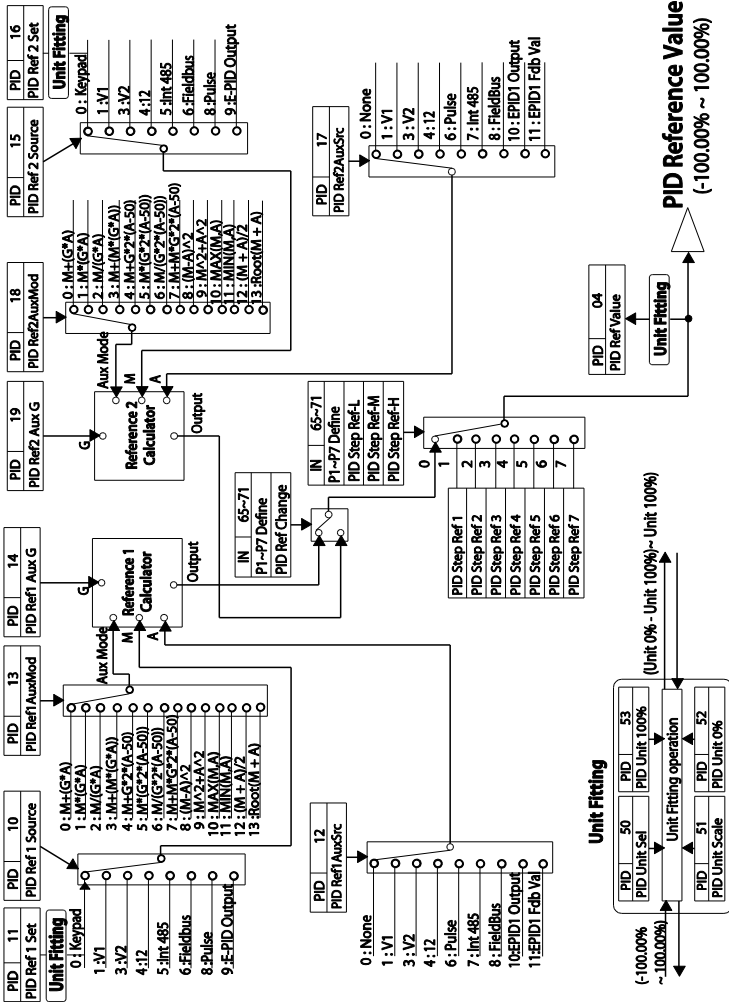 PID 11
PID Ref 1 Set
Unit Fitting
PID 10
PID Ref 1 Source
0: Keypad
1:V1
3:V2
4:12
5:Int 485
6:Fieldbus
8:Pulse
9:E-PID Output
PID 13
PID Ref1AuxMod
0: M+(G*A)
1: M*(G*A)
2: M/(G*A)
3: M+(M*(G*A))
4: M+G*2*(A-50)
5: M*(G*2*(A-50))
6: M/(G*2*(A-50))
7: M+M*G*2*(A-50)
8: (M-A)^2
9: M^2+A^2
10: MAX(M,A)
11: MIN(M,A)
12: (M + A)/2
13: Root(M + A)
PID 14
PID Ref1 Aux G
G
Aux Mode
M
A
Reference 1
Calculator
Output
PID 19
PID Ref2 Aux G
G
Aux Mode
M
A
Reference 2
Calculator
Output
PID 18
PID Ref2AuxMod
0: M+(G*A)
1: M*(G*A)
2: M/(G*A)
3: M+(M*(G*A))
4: M+G*2*(A-50)
5: M*(G*2*(A-50))
6: M/(G*2*(A-50))
7: M+M*G*2*(A-50)
8: (M-A)^2
9: M^2+A^2
10: MAX(M,A)
11: MIN(M,A)
12: (M + A)/2
13: Root(M + A)
PID 15
PID Ref 2 Source
PID 16
PID Ref 2 Set
Unit Fitting
0: Keypad
1:V1
3:V2
4:12
5:Int 485
6:Fieldbus
8:Pulse
9:E-PID Output
PID 12
PID Ref1AuxSrc
0: None
1: V1
3: V2
4: 12
6: Pulse
7: Int 485
8: FieldBus
10:EPID1 Output
11:EPID1 Fdb Val
IN 65~71
P1~P7 Define
PID Ref Change
IN 65~71
P1~P7 Define
PID Step Ref-L
PID Step Ref-M
PID Step Ref-H
0
1
2
3
4
5
6
7
PID Step Ref 1
PID Step Ref 2
PID Step Ref 3
PID Step Ref 4
PID Step Ref 5
PID Step Ref 6
PID Step Ref 7
PID 17
PID Ref2AuxSrc
0: None
1: V1
3: V2
4: 12
6: Pulse
7: Int 485
8: FieldBus
10: EPID1 Output
11: EPID1 Fdb Val
Unit Fitting
PID 50
PID Unit Sel
PID 53
PID Unit 100%
Unit Fitting operation
PID 51
PID Unit Scale
PID 52
PID Unit 0%
(-100.00%
~ 100.00%)
(Unit 0% - Unit 100%)~ Unit 100%)
PID 04
PID Ref Value
Unit Fitting
PID Reference Value
(-100.00% ~ 100.00%)